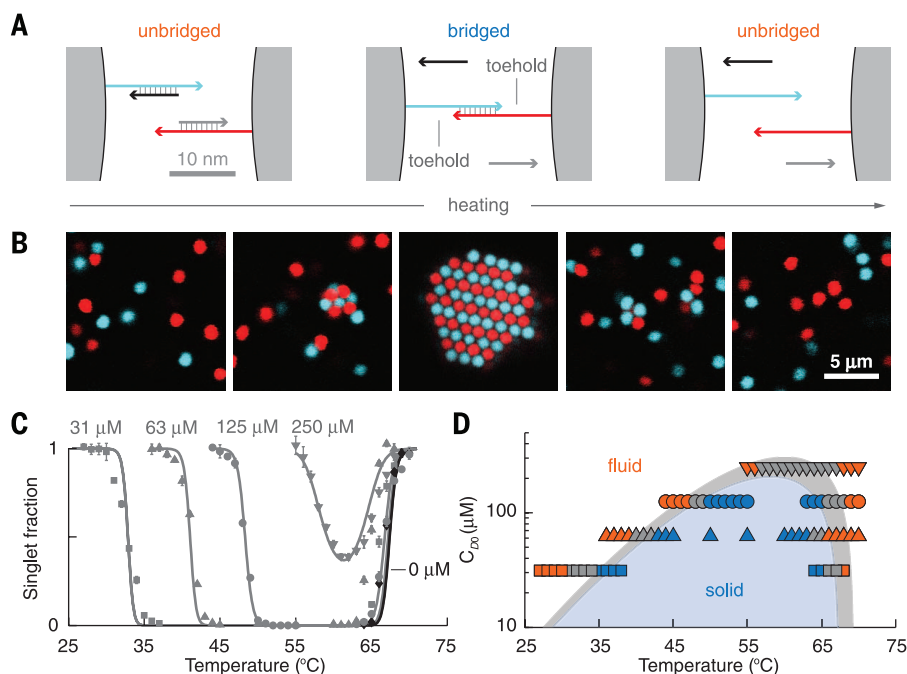 A
unbridged
bridged
unbridged
toehold
toehold
10 nm
heating
B
5 μm
C
31 μM 63 μM 125 μM 250 μM
1
Singlet fraction
0 μM
0
25 35 45 55 65 75
Temperature (°C)
D
fluid
100
C_D0 (μM)
solid
10
25 35 45 55 65 75
Temperature (°C)